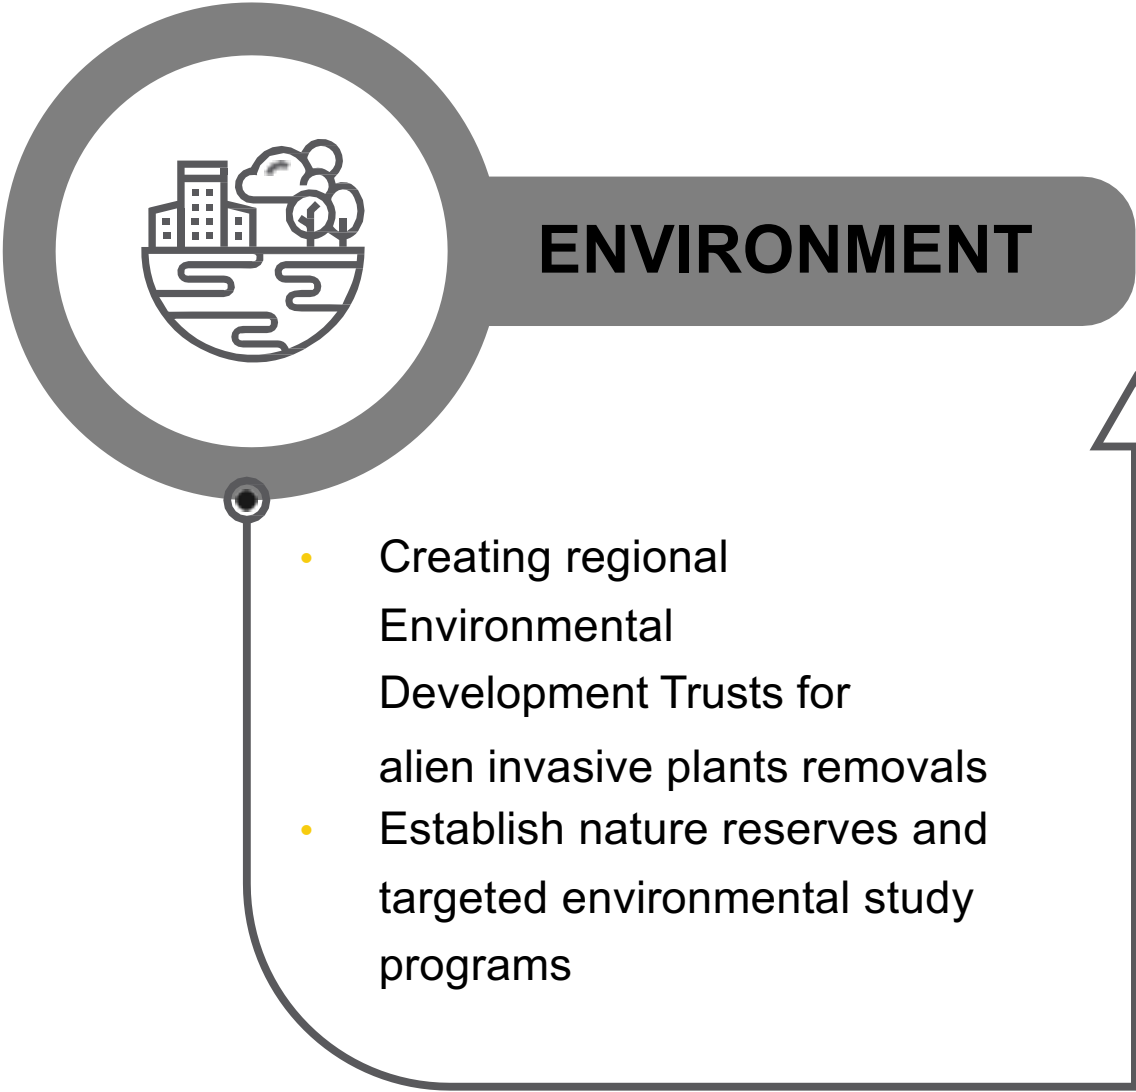 ENVIRONMENT
• Creating regional
Environmental
Development Trusts for
alien invasive plants removals
• Establish nature reserves and
targeted environmental study
programs